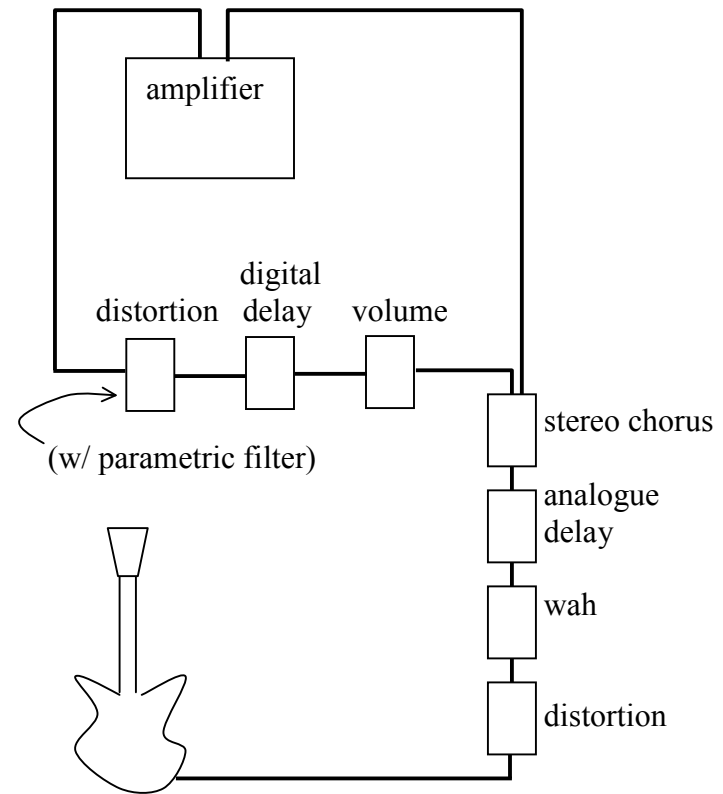 amplifier
digital
distortion delay volume
stereo chorus
(w/ parametric filter)
analogue
delay
wah
distortion